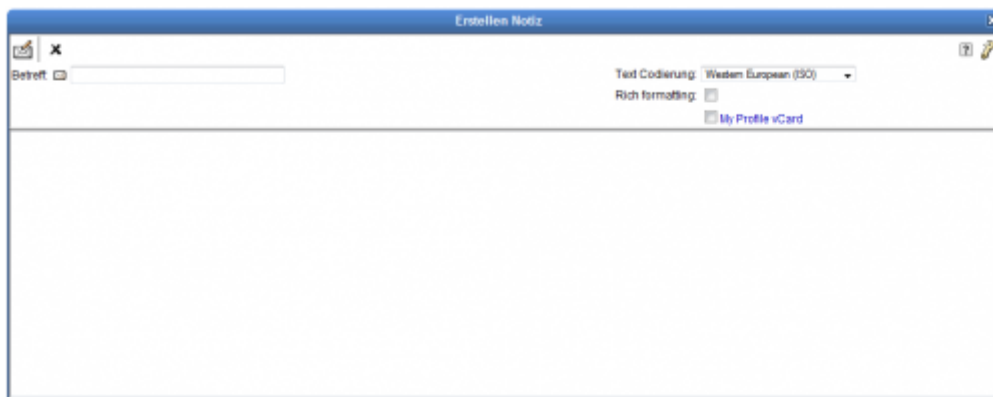 Erstellen Notiz
Betreff:
Text Codierung: Western European (ISO)
Rich formatting:
My Profile vCard